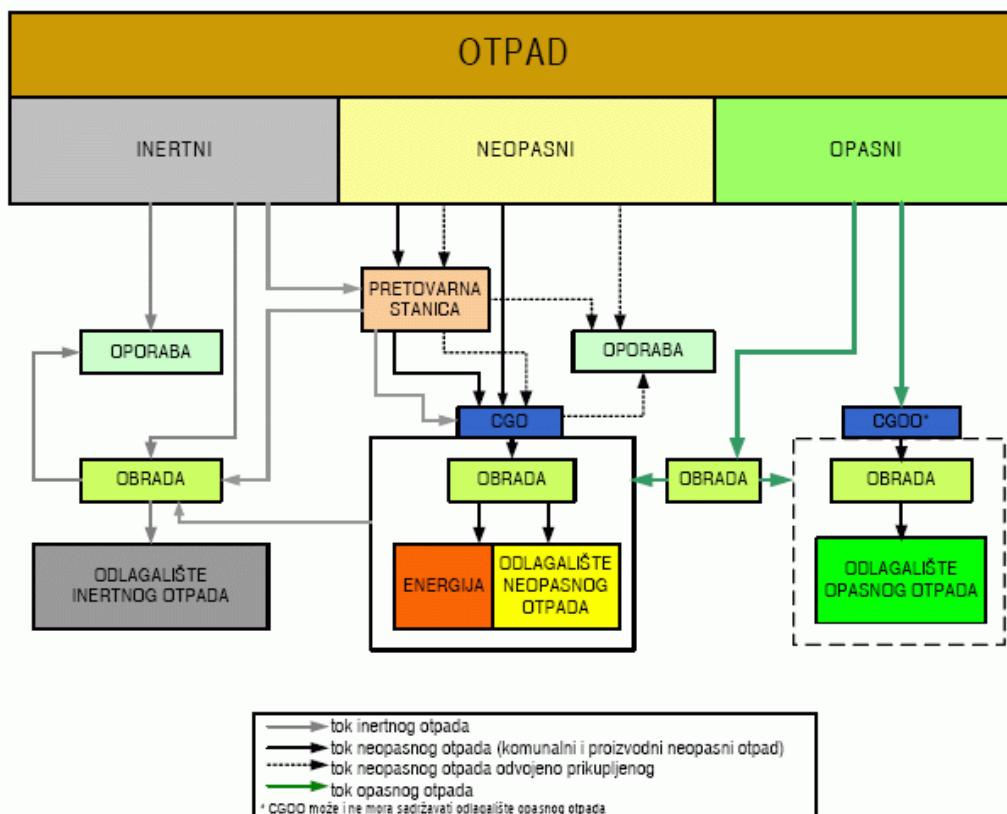 OTPAD
INERTNI
NEOPASNI
OPASNI
PRETOVARNA
STANICA
OPORABA
OPORABA
CGO
CGOO*
OBRADA
OBRADA
OBRADA
OBRADA
ODLAGALIŠTE
INERTNOG OTPADA
ENERGIJA
ODLAGALIŠTE
NEOPASNOG
OTPADA
ODLAGALIŠTE
OPASNOG OTPADA
tok inertnog otpada
tok neopasnog otpada (komunalni i proizvodni neopasni otpad)
tok neopasnog otpada odvojeno prikupljenog
tok opasnog otpada
* CGOO može i ne mora sadržavati odlagalište opasnog otpada